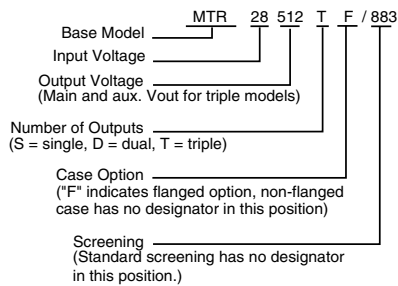 MTR 28 512 T F / 883
Base Model
Input Voltage
Output Voltage
(Main and aux. Vout for triple models)
Number of Outputs
(S = single, D = dual, T = triple)
Case Option
("F" indicates flanged option, non-flanged
case has no designator in this position)
Screening
(Standard screening has no designator
in this position.)